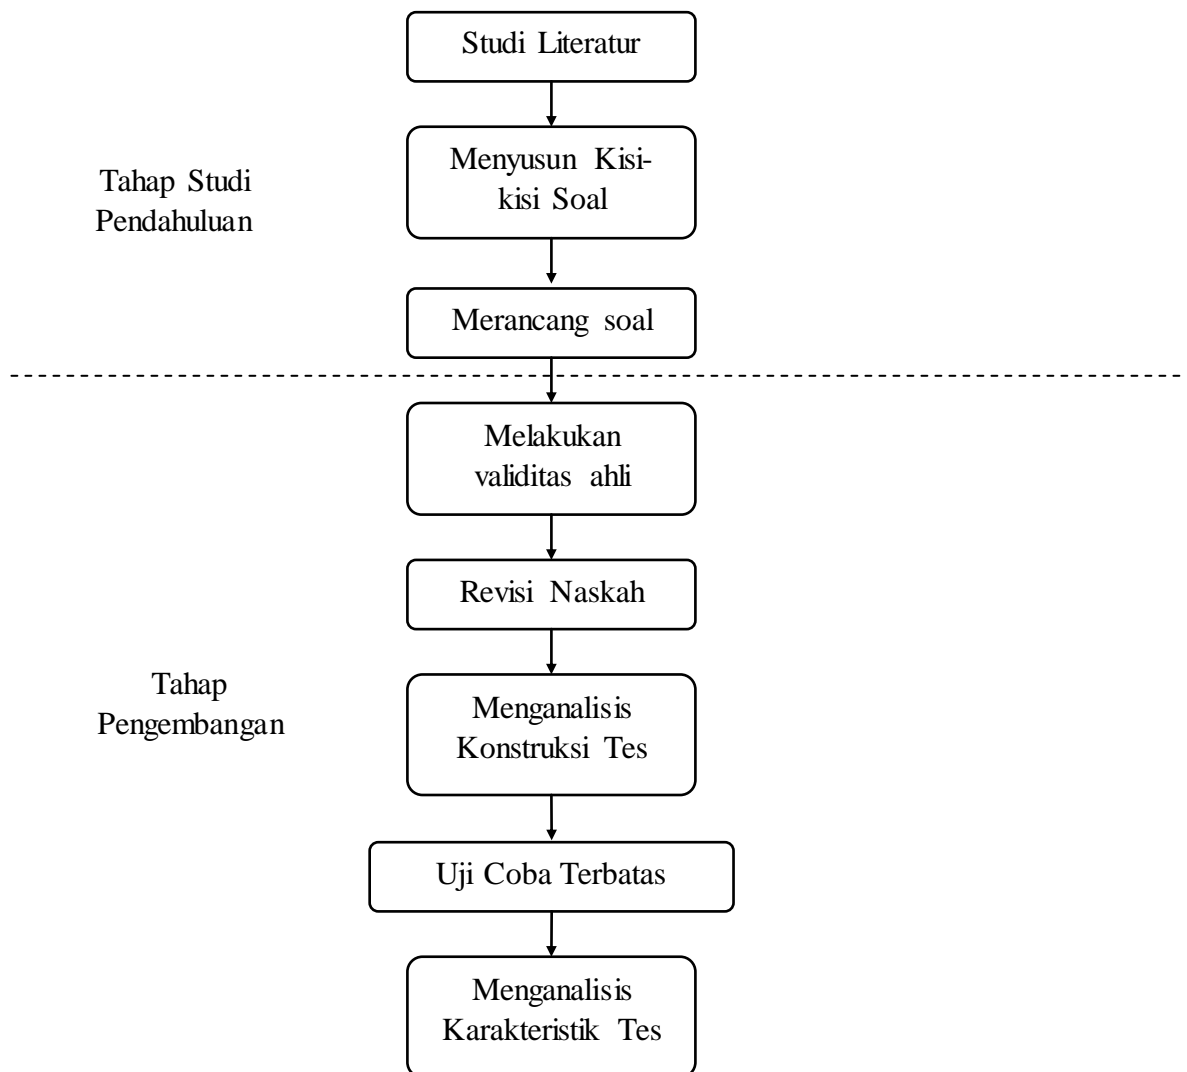 Studi Literatur
Menyusun Kisi-
kisi Soal
Tahap Studi
Pendahuluan
Merancang soal
Melakukan
validitas ahli
Revisi Naskah
Tahap
Pengembangan
Menganalisis
Konstruksi Tes
Uji Coba Terbatas
Menganalisis
Karakteristik Tes